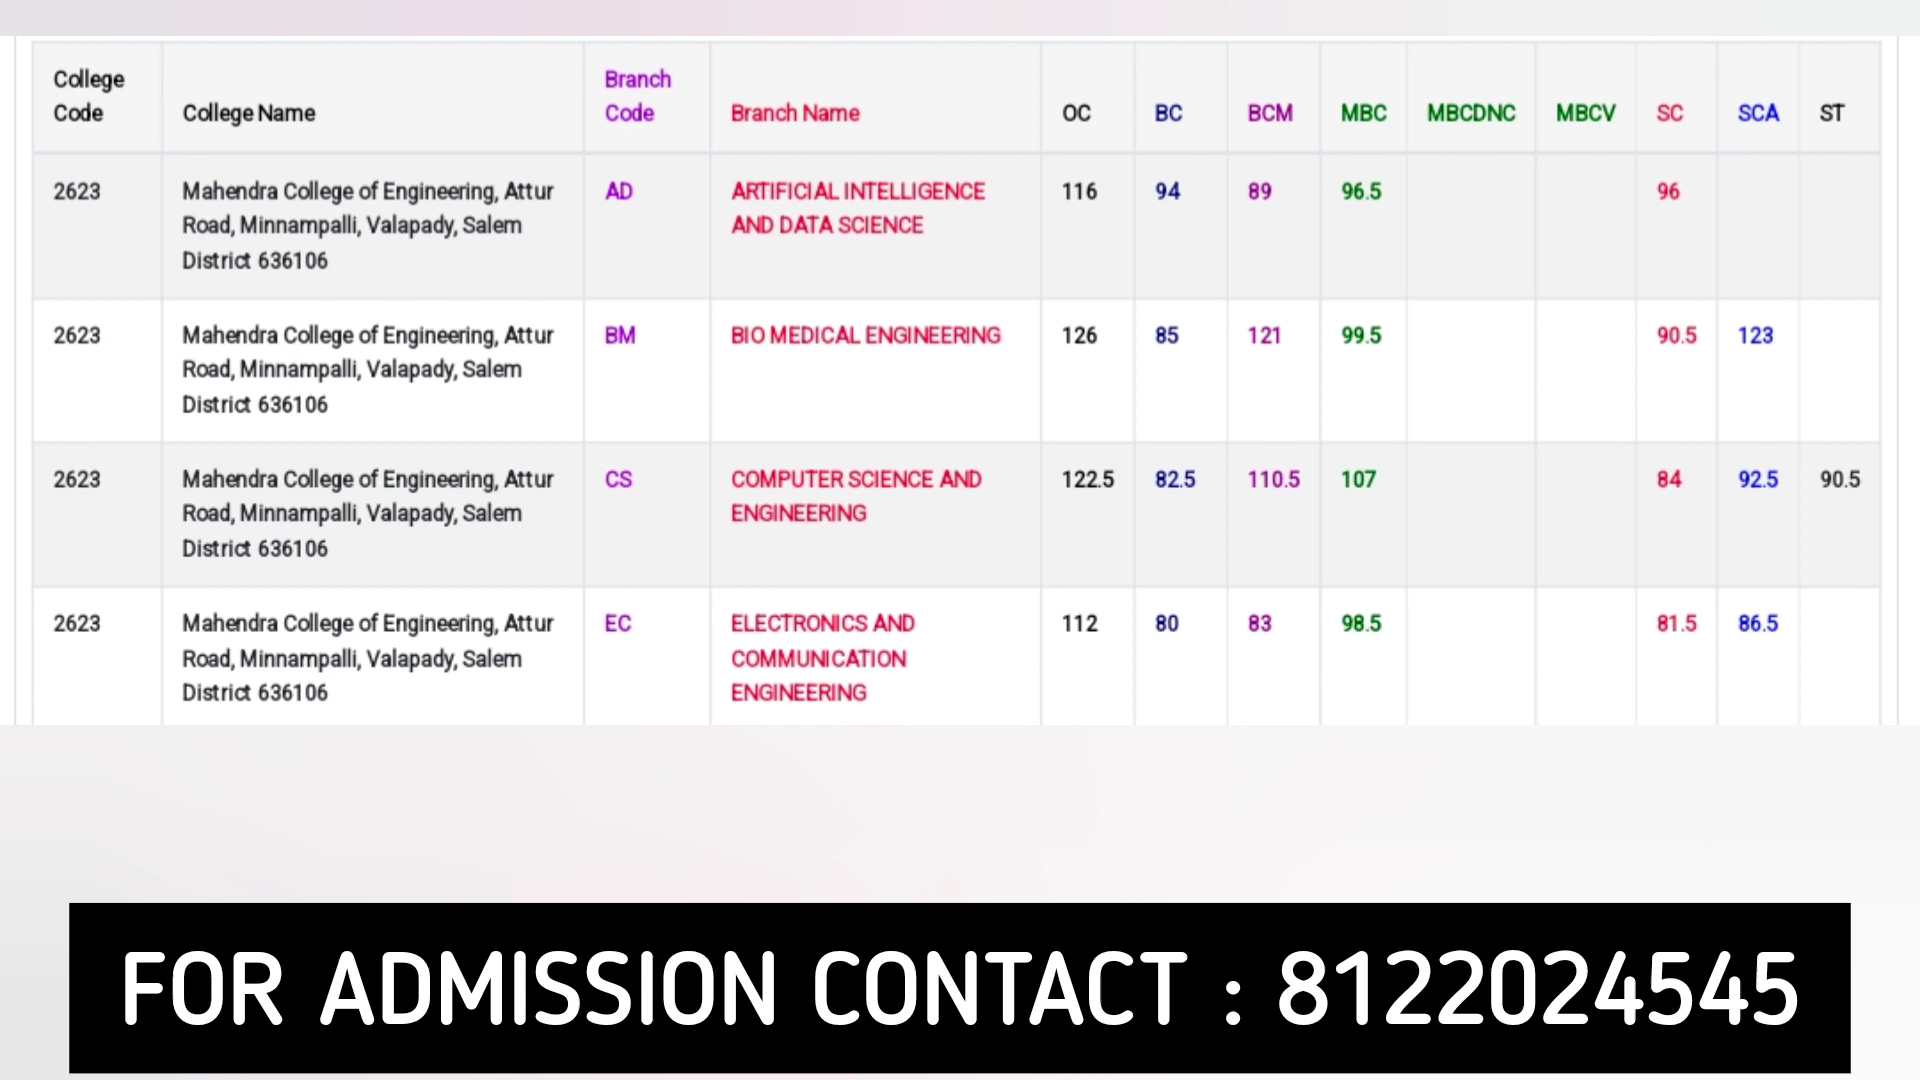 College Code College Name Branch Code Branch Name OC BC BCM MBC MBCDNC MBCV SC SCA ST
2623 Mahendra College of Engineering, Attur AD ARTIFICIAL INTELLIGENCE 116 94 89 96.5 96
Road, Minnampalli, Valapady, Salem AND DATA SCIENCE
District 636106
2623 Mahendra College of Engineering, Attur BM BIO MEDICAL ENGINEERING 126 85 121 99.5 90.5 123
Road, Minnampalli, Valapady, Salem
District 636106
2623 Mahendra College of Engineering, Attur CS COMPUTER SCIENCE AND 122.5 82.5 110.5 107 84 92.5 90.5
Road, Minnampalli, Valapady, Salem ENGINEERING
District 636106
2623 Mahendra College of Engineering, Attur EC ELECTRONICS AND 112 80 83 98.5 81.5 86.5
Road, Minnampalli, Valapady, Salem COMMUNICATION
District 636106 ENGINEERING
FOR ADMISSION CONTACT : 8122024545